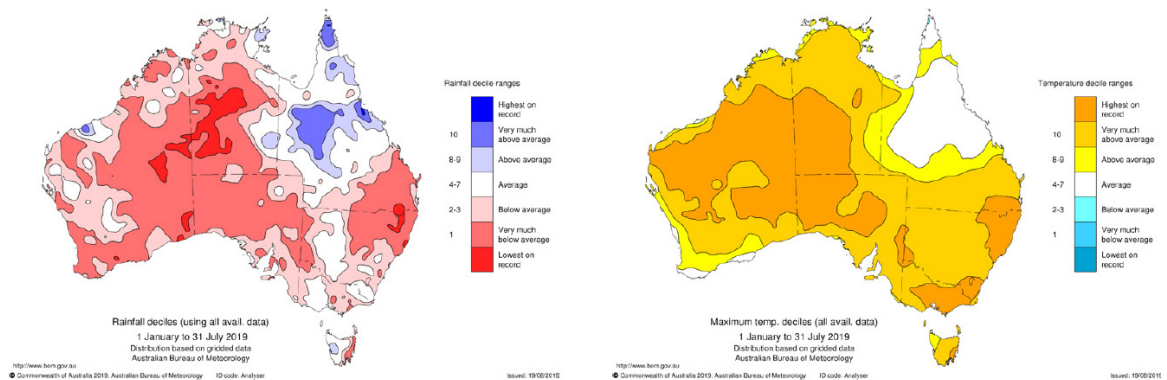 Rainfall decile ranges
Highest on
record
10
Very much
above average
8-9
Above average
4-7
Average
2-3
Below average
1
Very much
below average
Lowest on
record
Rainfall deciles (using all avail. data)
1 January to 31 July 2019
Distribution based on gridded data
Australian Bureau of Meteorology
http://www.bom.gov.au
© Commonwealth of Australia 2019, Australian Bureau of Meteorology
ID code: Analyser
Issued: 19/08/2019
Temperature decile ranges
Highest on
record
10
Very much
above average
8-9
Above average
4-7
Average
2-3
Below average
1
Very much
below average
Lowest on
record
Maximum temp. deciles (all avail. data)
1 January to 31 July 2019
Distribution based on gridded data
Australian Bureau of Meteorology
http://www.bom.gov.au
© Commonwealth of Australia 2019, Australian Bureau of Meteorology
ID code: Analyser
Issued: 19/08/2019